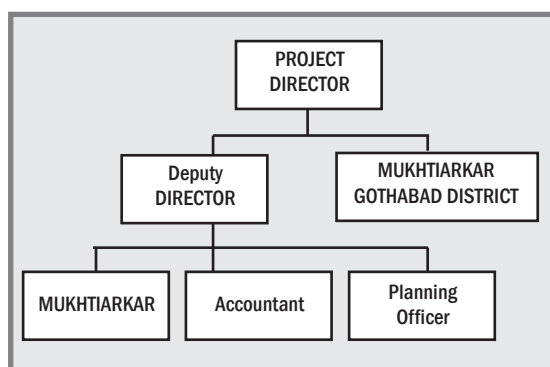 PROJECT
DIRECTOR
Deputy
DIRECTOR
MUKHTIARKAR
GOTHABAD DISTRICT
MUKHTIARKAR
Accountant
Planning
Officer